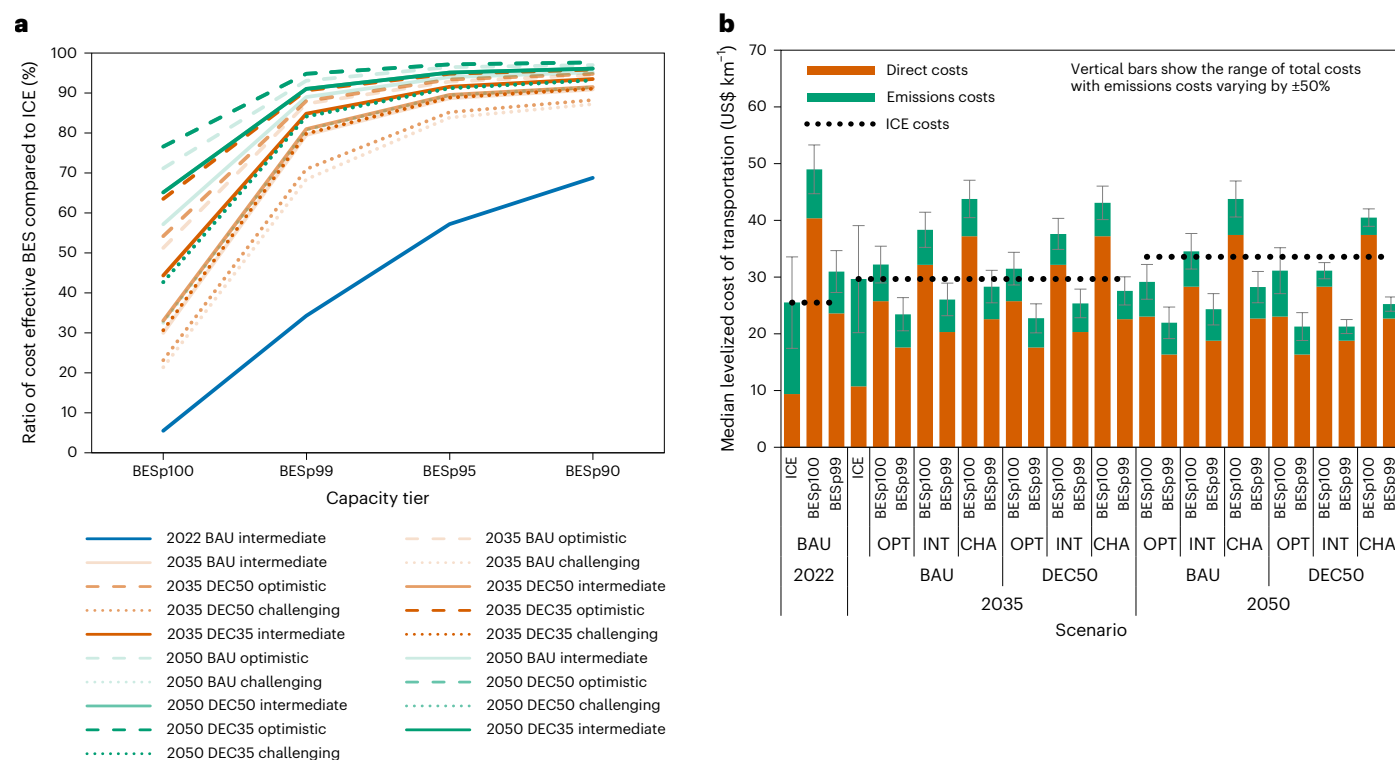 a
Ratio of cost effective BES compared to ICE (%)
100
90
80
70
60
50
40
30
20
10
0
BESp100 BESp99 BESp95 BESp90
Capacity tier
2022 BAU intermediate
2035 BAU optimistic
2035 BAU intermediate
2035 BAU challenging
2035 DEC50 optimistic
2035 DEC50 intermediate
2035 DEC50 challenging
2035 DEC35 optimistic
2035 DEC35 intermediate
2035 DEC35 challenging
2050 BAU optimistic
2050 BAU intermediate
2050 BAU challenging
2050 DEC50 optimistic
2050 DEC50 intermediate
2050 DEC50 challenging
2050 DEC35 optimistic
2050 DEC35 intermediate
2050 DEC35 challenging
b
Median levelized cost of transportation (US$ km⁻¹)
70
60
50
40
30
20
10
0
Direct costs
Emissions costs
ICE costs
Vertical bars show the range of total costs
with emissions costs varying by ±50%
ICE BESp100 BESp99 ICE BESp100 BESp99 BESp100 BESp99 BESp100 BESp99 BESp100 BESp99 BESp100 BESp99 BESp100 BESp99 BESp100 BESp99 BESp100 BESp99 BESp100 BESp99 BESp100 BESp99 BESp100 BESp99 BESp100 BESp99
BAU OPT INT CHA OPT INT CHA OPT INT CHA OPT INT CHA
2022 BAU DEC50 BAU DEC50
2035 2050
Scenario